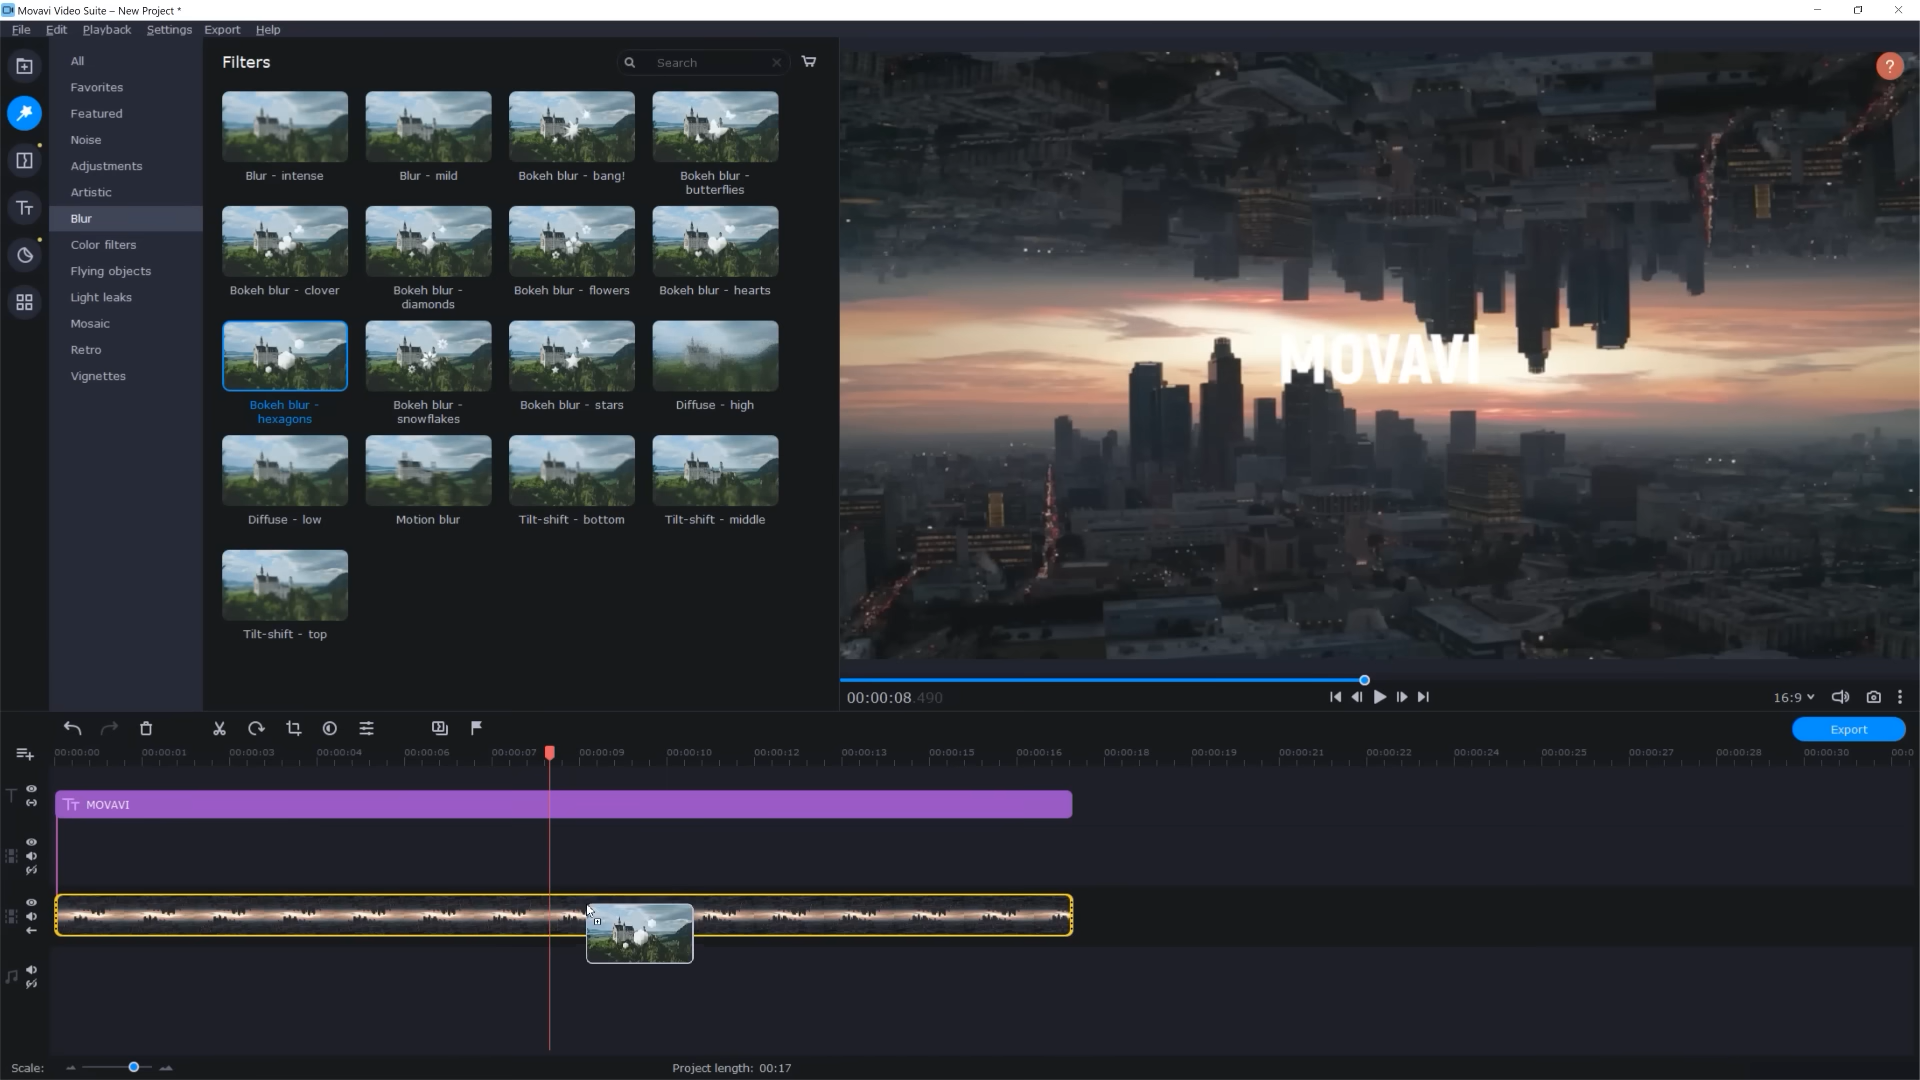 Movavi Video Suite – New Project *
File Edit Playback Settings Export Help
All
Favorites
Featured
Noise
Adjustments
Artistic
Blur
Color filters
Flying objects
Light leaks
Mosaic
Retro
Vignettes
Filters
Search
Blur - intense
Blur - mild
Bokeh blur - bang!
Bokeh blur -
butterflies
Bokeh blur - clover
Bokeh blur -
diamonds
Bokeh blur - flowers
Bokeh blur - hearts
Bokeh blur -
hexagons
Bokeh blur -
snowflakes
Bokeh blur - stars
Diffuse - high
Diffuse - low
Motion blur
Tilt-shift - bottom
Tilt-shift - middle
Tilt-shift - top
?
MOVAVI
00:00:08.490
16:9
Export
00:00:00 00:00:01 00:00:03 00:00:04 00:00:06 00:00:07 00:00:09 00:00:10 00:00:12 00:00:13 00:00:15 00:00:16 00:00:18 00:00:19 00:00:21 00:00:22 00:00:24 00:00:25 00:00:27 00:00:28 00:00:30 00:0
Tт MOVAVI
Scale:
Project length: 00:17